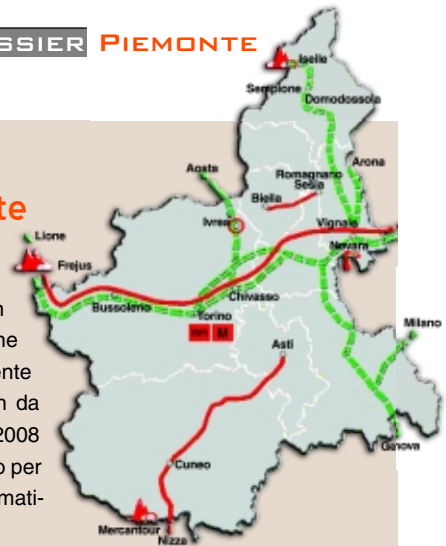 SSIER PIEMONTE
te
n
ne
ente
n da
2008
o per
mati-
Iselle
Sempione
Domodossola
Aosta
Arona
Romagnano
Sesia
Biella
Ivrea
Vignale
Novara
Lione
Frejus
Chivasso
Bussoleno
Torino
M
Milano
Asti
Genova
Cuneo
Mercantour
Nizza